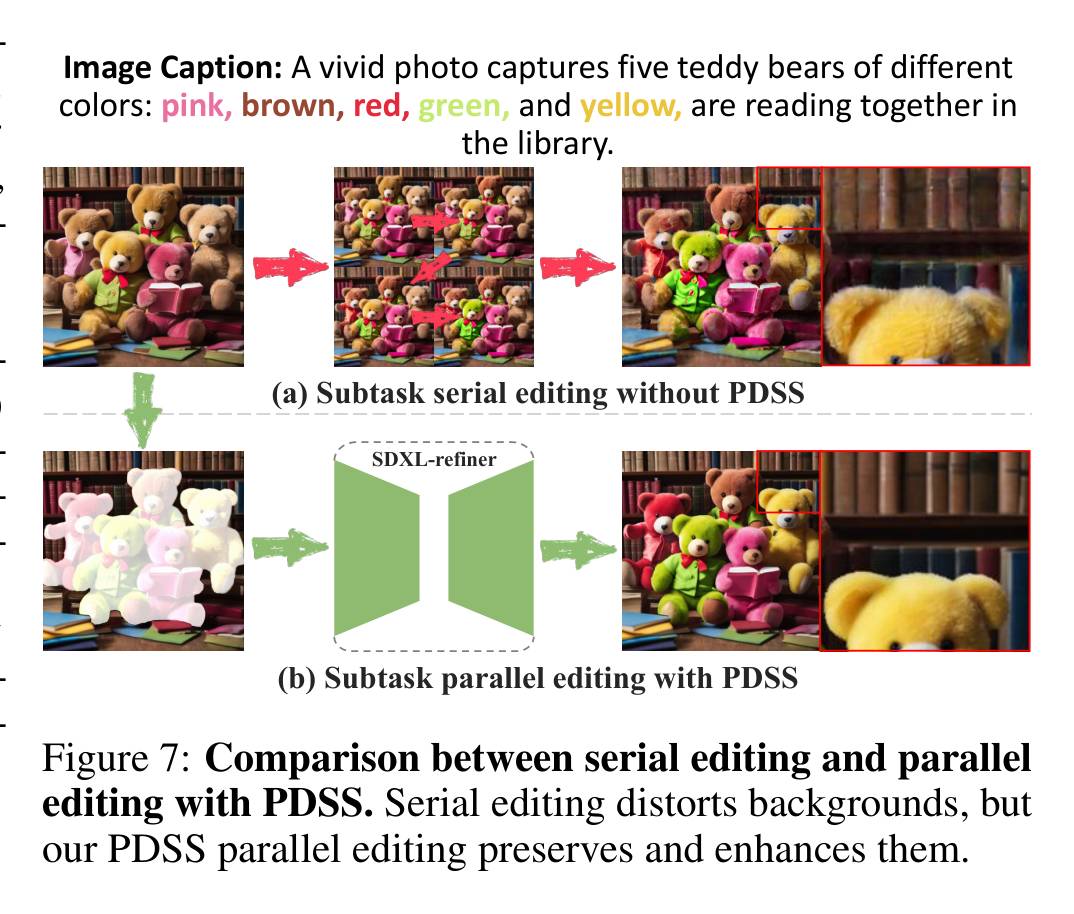 Image Caption: A vivid photo captures five teddy bears of different
colors: pink, brown, red, green, and yellow, are reading together in
the library.
(a) Subtask serial editing without PDSS
SDXL-refiner
(b) Subtask parallel editing with PDSS
Figure 7: Comparison between serial editing and parallel
editing with PDSS. Serial editing distorts backgrounds, but
our PDSS parallel editing preserves and enhances them.